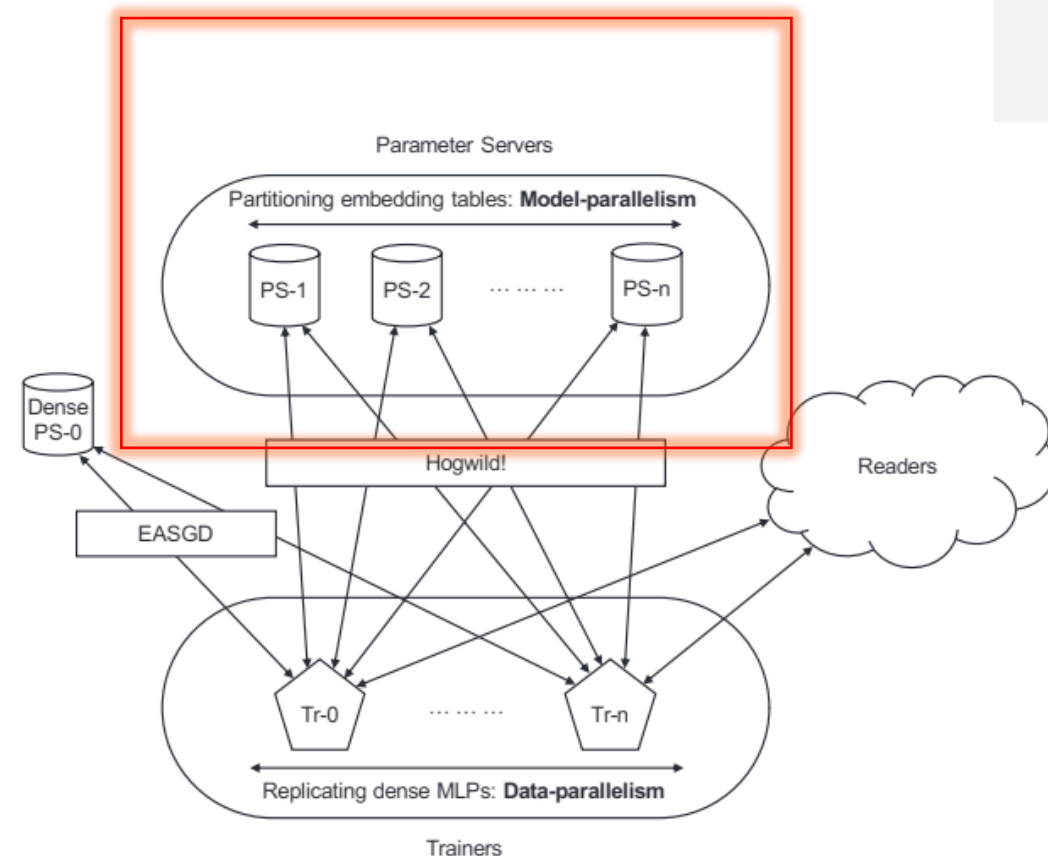 Parameter Servers
Partitioning embedding tables: Model-parallelism
PS-1
PS-2
... ... ...
PS-n
Dense
PS-0
Hogwild!
Readers
EASGD
Tr-0
... ... ...
Tr-n
Replicating dense MLPs: Data-parallelism
Trainers